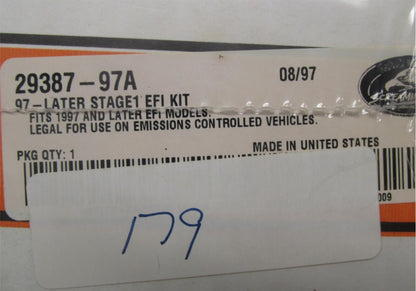 29387-97A 08/97
97-LATER STAGE1 EFI KIT
FITS 1997 AND LATER EFI MODELS.
LEGAL FOR USE ON EMISSIONS CONTROLLED VEHICLES.
PKG QTY: 1 MADE IN UNITED STATES
009
179